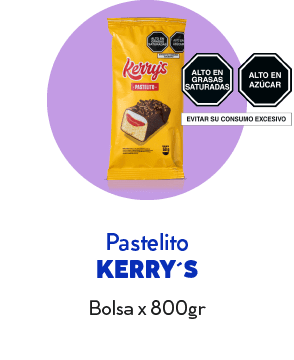 ALTO EN
GRASAS
SATURADAS
ALTO EN
AZÚCAR
EVITAR SU CONSUMO EXCESIVO
Kerry's
PASTELITO
Pastelito
KERRY´S
Bolsa x 800gr